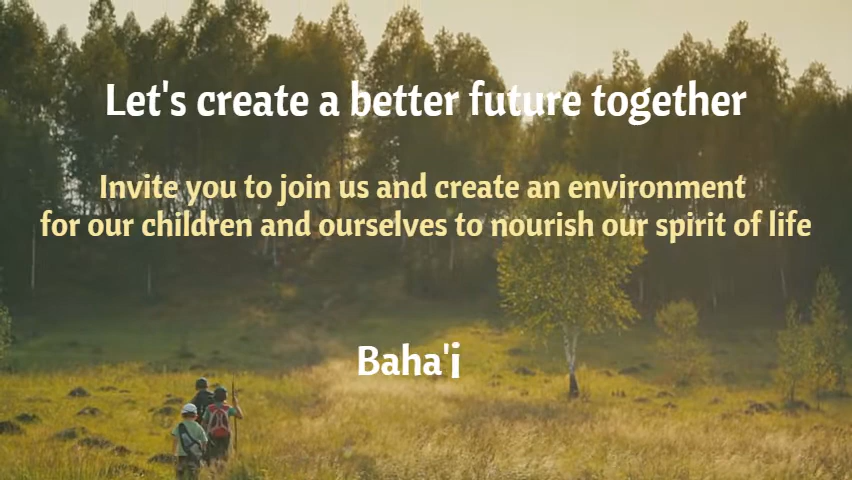 Let's create a better future together
Invite you to join us and create an environment
for our children and ourselves to nourish our spirit of life
Baha'i